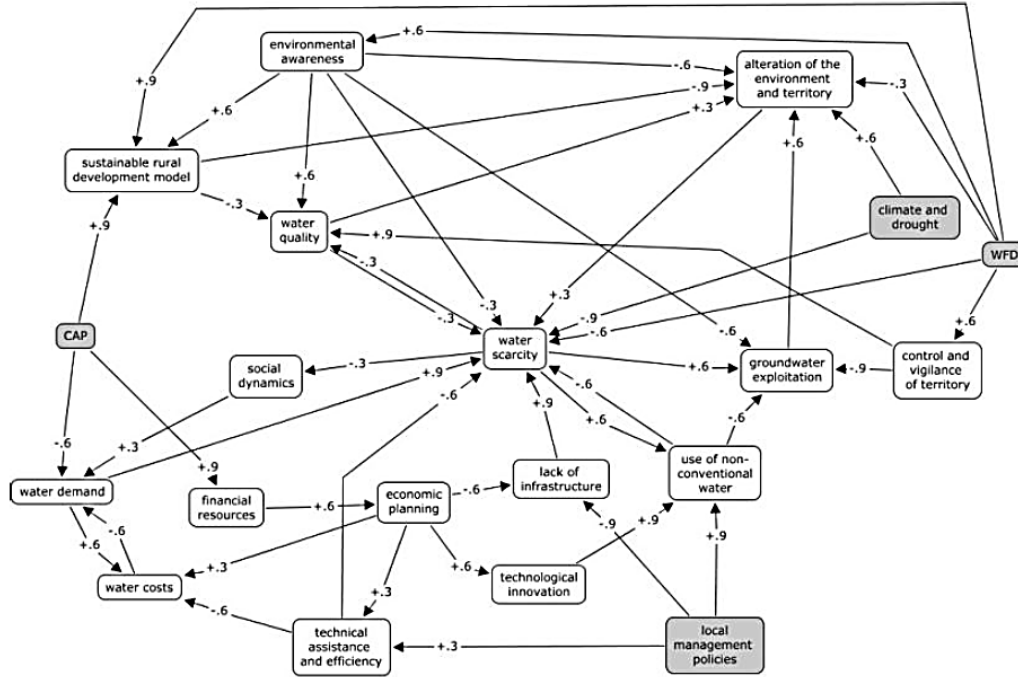 +.6
environmental
awareness
-.6
alteration of the
environment
and territory
+.9
-.9
-.3
+.6
+.3
+.6
+.6
sustainable rural
development model
+.6
-.3
climate and
drought
water
quality
+.9
+.9
WFD
-.3
-.3
-.3
+.3
-.9
-.6
+.6
CAP
water
scarcity
-.6
groundwater
exploitation
control and
vigilance
of territory
social
dynamics
-.3
+.9
-.6
+.6
-.9
-.6
+.6
+.9
-.6
-.6
+.3
+.9
use of non-
conventional
water
lack of
infrastructure
water demand
financial
resources
+.6
economic
planning
-.6
-.9
+.9
+.9
-.6
+.6
+.3
+.6
water costs
technological
innovation
+.3
-.6
technical
assistance
and efficiency
+.3
local
management
policies